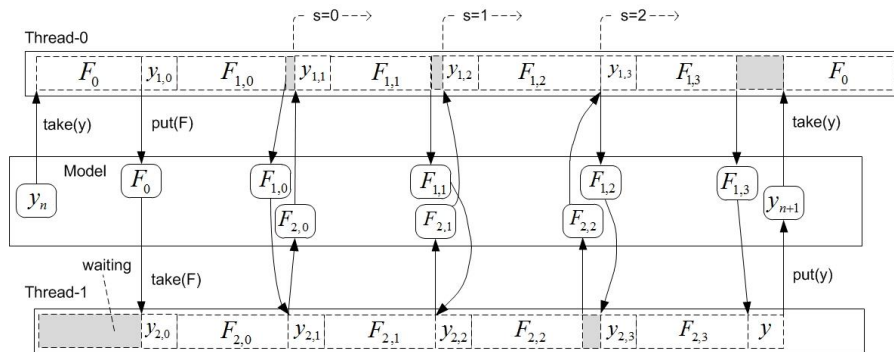 s=0 s=1 s=2
Thread-0
F₀ y₁,₀ F₁,₀ y₁,₁ F₁,₁ y₁,₂ F₁,₂ y₁,₃ F₁,₃ F₀
take(y) put(F) take(y)
Model
yₙ F₀ F₁,₀ F₁,₁ F₁,₂ F₁,₃ yₙ₊₁
F₂,₀ F₂,₁ F₂,₂
waiting take(F) put(y)
Thread-1
y₂,₀ F₂,₀ y₂,₁ F₂,₁ y₂,₂ F₂,₂ y₂,₃ F₂,₃ y